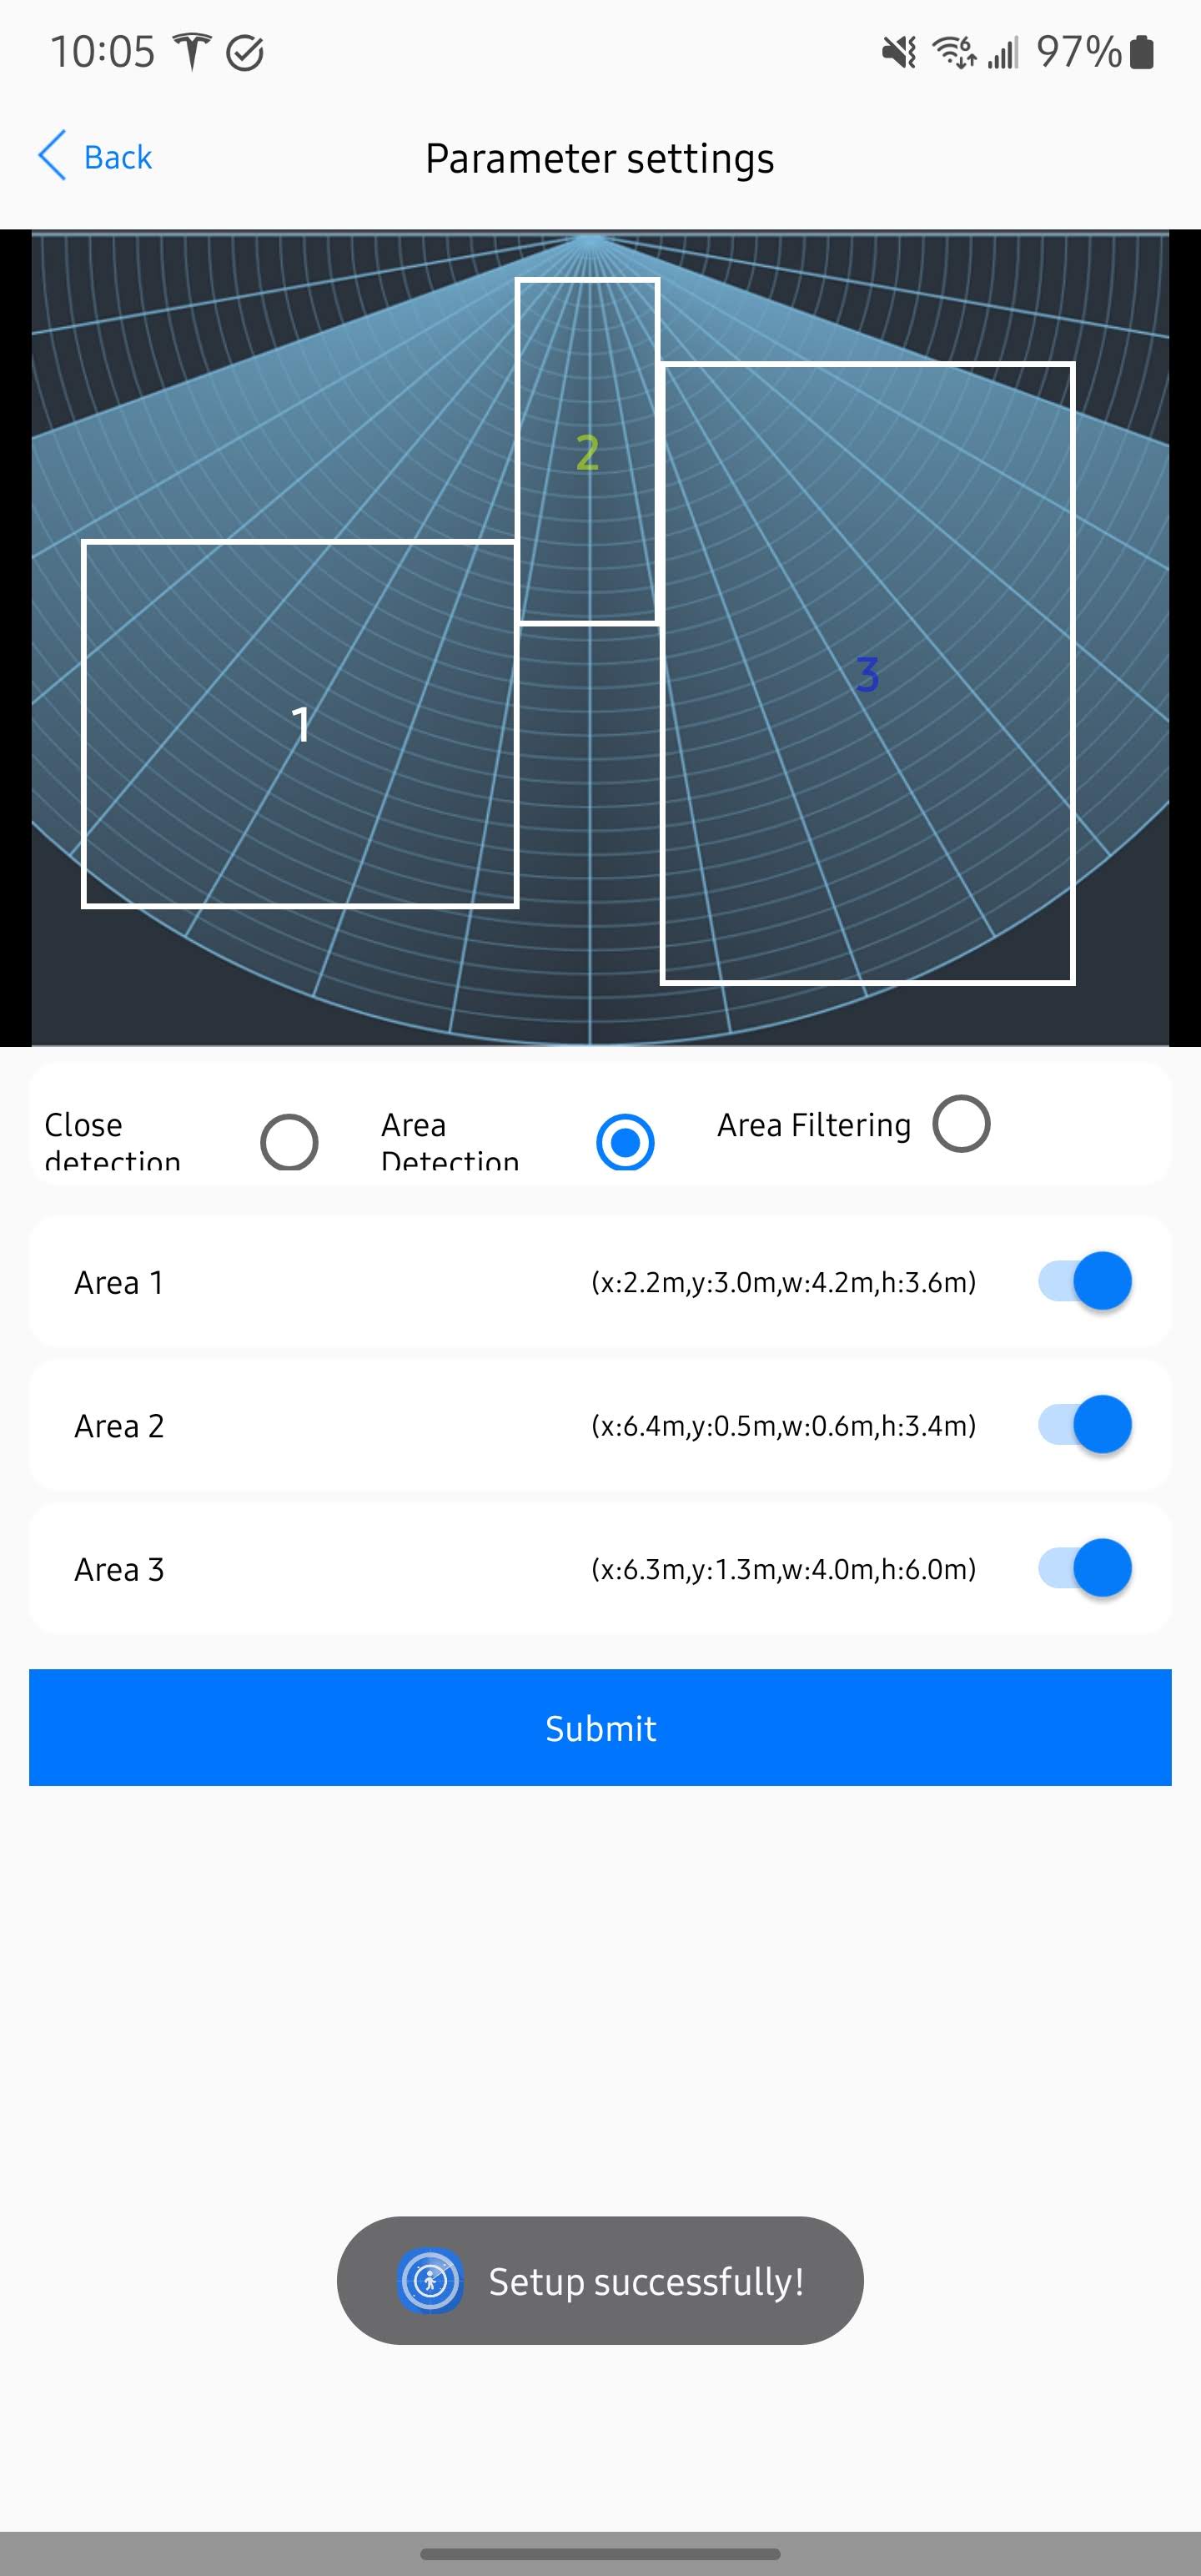 10:05
97%
Back
Parameter settings
2
3
1
Close
detection
Area
Detection
Area Filtering
Area 1
(x:2.2m,y:3.0m,w:4.2m,h:3.6m)
Area 2
(x:6.4m,y:0.5m,w:0.6m,h:3.4m)
Area 3
(x:6.3m,y:1.3m,w:4.0m,h:6.0m)
Submit
Setup successfully!